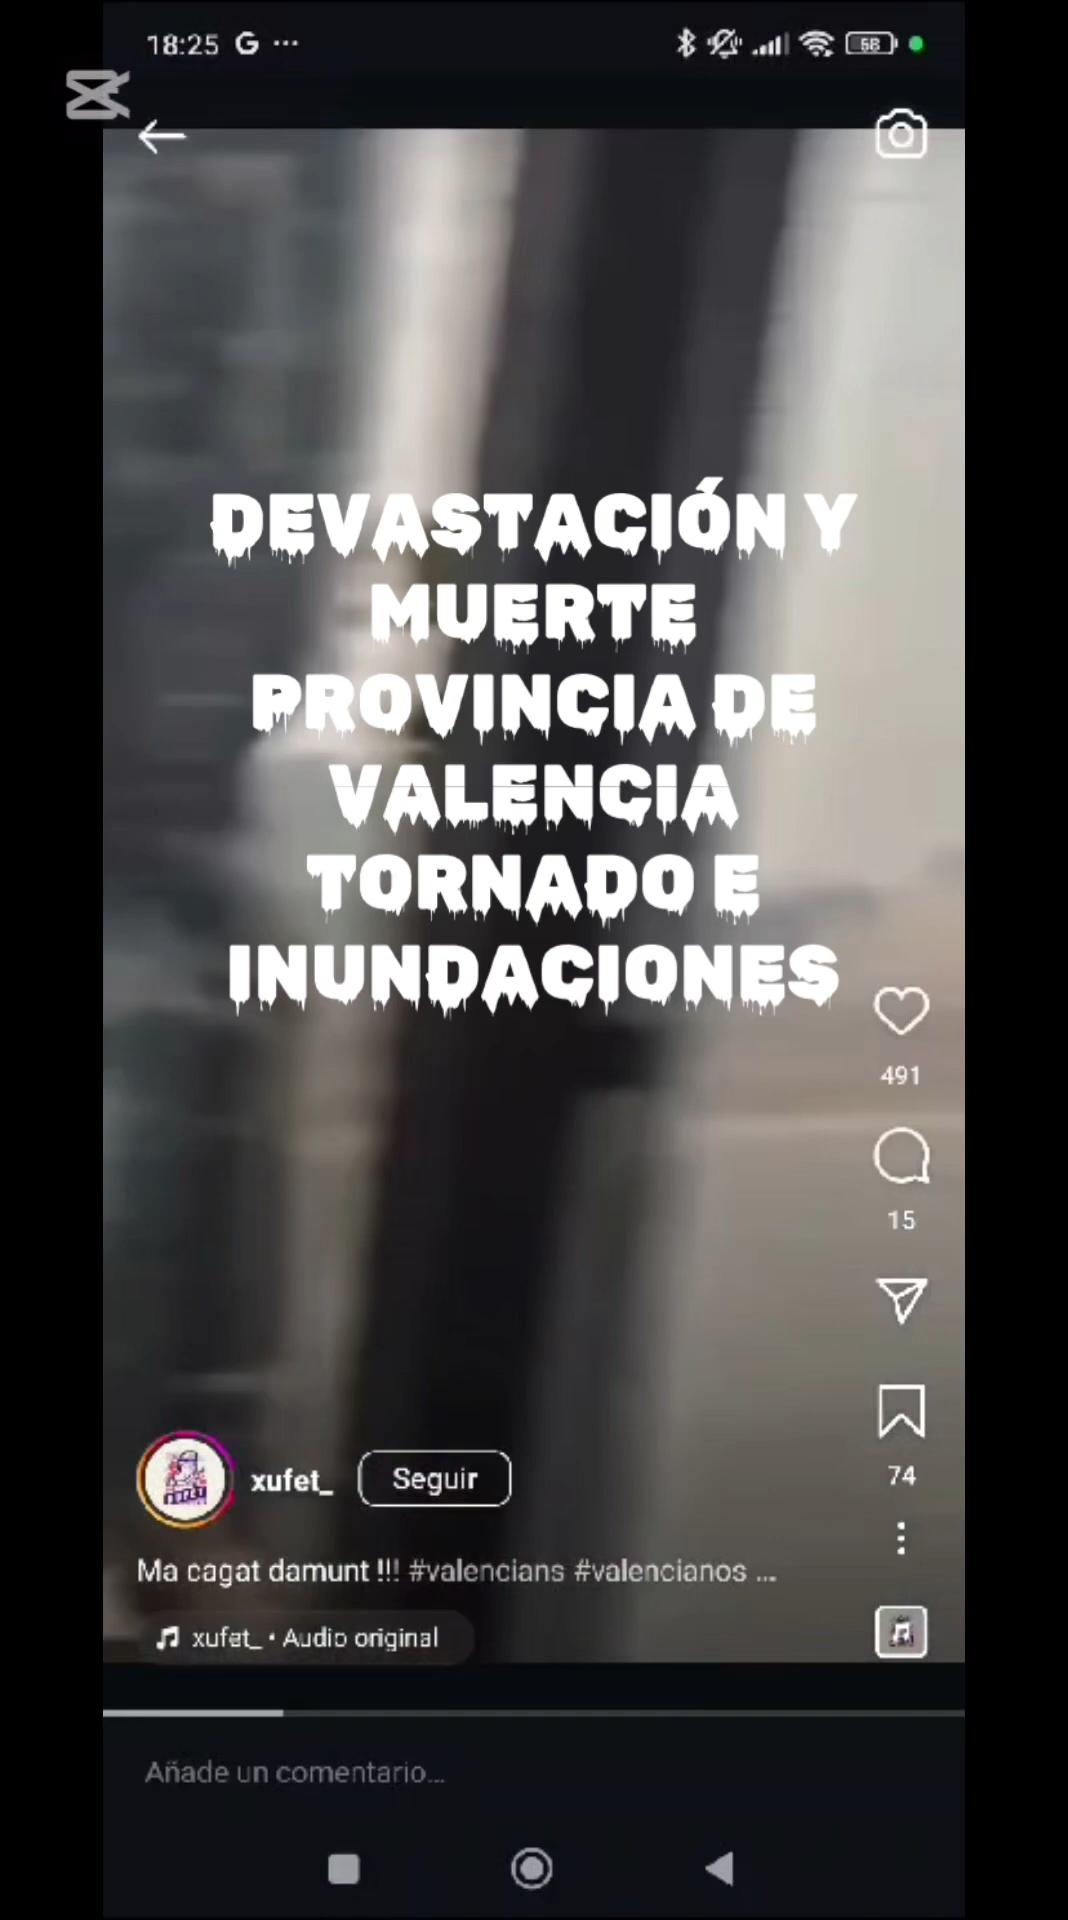 18:25 G ...
58
DEVASTACIÓN Y
MUERTE
PROVINCIA DE
VALENCIA
TORNADO E
INUNDACIONES
491
15
74
xufet_ Seguir
Ma cagat damunt !!! #valencians #valencianos ...
xufet_ • Audio original
Añade un comentario...